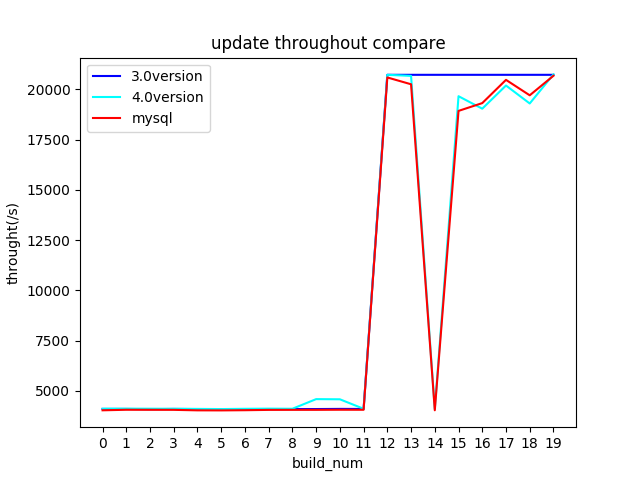 update throughout compare
3.0version
4.0version
mysql
20000
17500
15000
12500
10000
7500
5000
throught(/s)
0 1 2 3 4 5 6 7 8 9 10 11 12 13 14 15 16 17 18 19
build_num